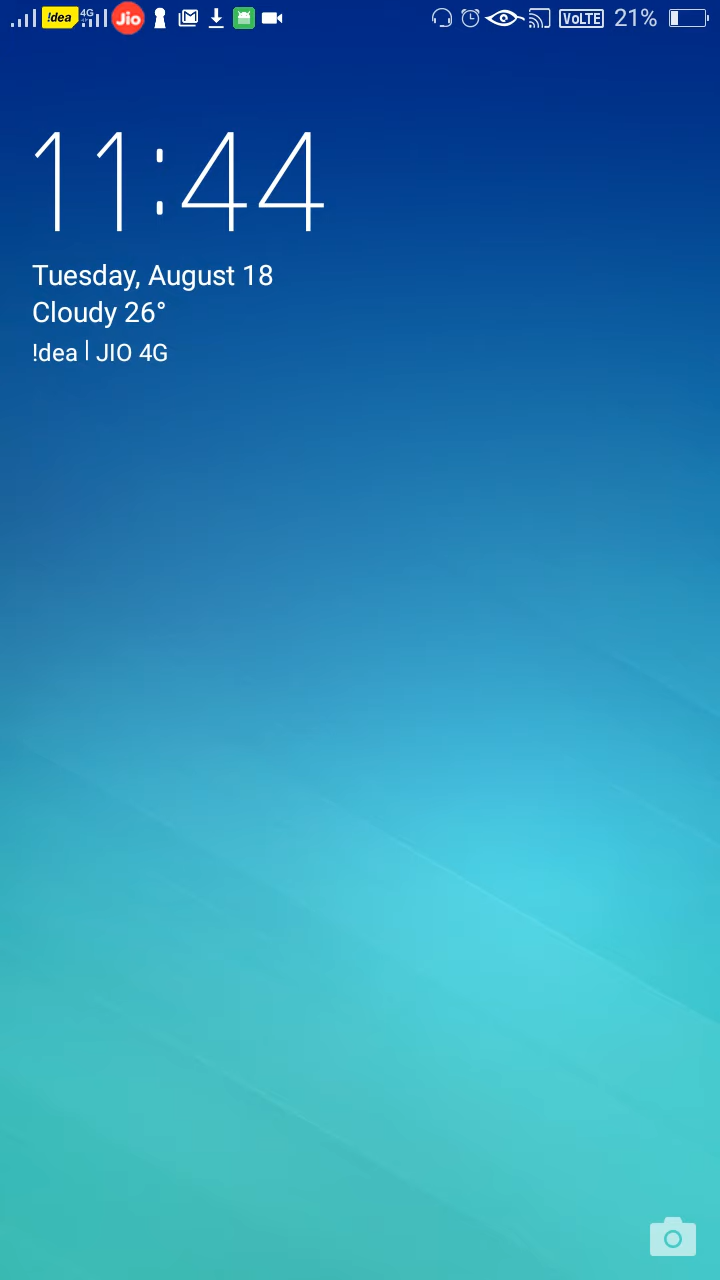 !dea 4G Jio VoLTE 21%
11:44
Tuesday, August 18
Cloudy 26°
!dea | JIO 4G